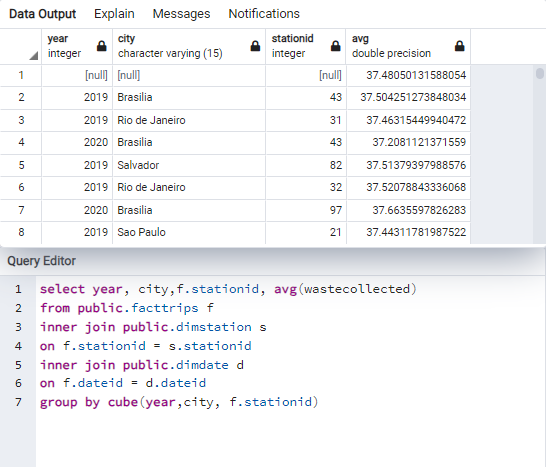 Data Output Explain Messages Notifications
year city stationid avg
integer character varying (15) integer double precision
1 [null] [null] [null] 37.48050131588054
2 2019 Brasilia 43 37.504251273848034
3 2019 Rio de Janeiro 31 37.46315449940472
4 2020 Brasilia 43 37.2081121371559
5 2019 Salvador 82 37.51379397988576
6 2019 Rio de Janeiro 32 37.52078843336068
7 2020 Brasilia 97 37.6635597826283
8 2019 Sao Paulo 21 37.44311781987522
Query Editor
1 select year, city,f.stationid, avg(wastecollected)
2 from public.facttrips f
3 inner join public.dimstation s
4 on f.stationid = s.stationid
5 inner join public.dimdate d
6 on f.dateid = d.dateid
7 group by cube(year,city, f.stationid)